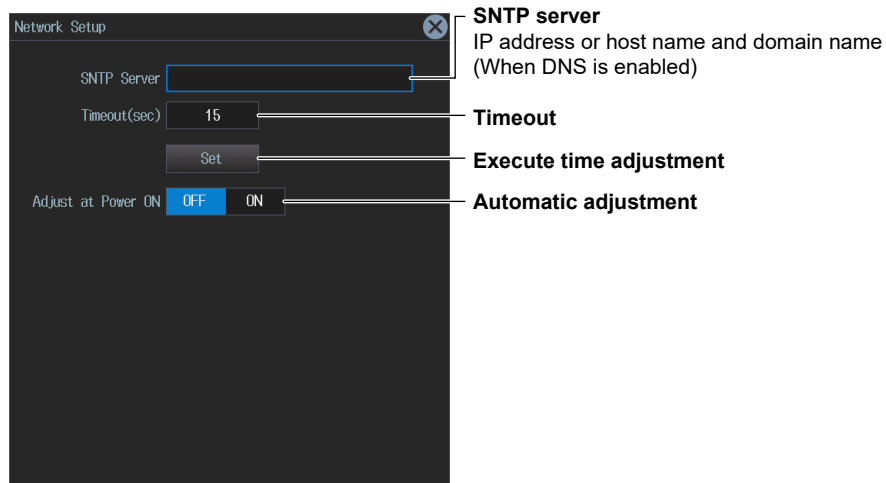 Network Setup
SNTP Server
Timeout(sec) 15
Set
Adjust at Power ON OFF ON
SNTP server
IP address or host name and domain name
(When DNS is enabled)
Timeout
Execute time adjustment
Automatic adjustment